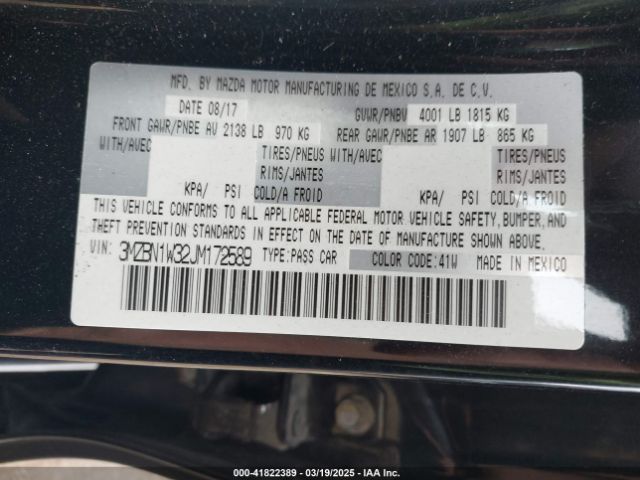 MFD. BY MAZDA MOTOR MANUFACTURING DE MEXICO S.A. DE C.V.
DATE 08/17 GVWR/PNBV 4001 LB 1815 KG
FRONT GAWR/PNBE AV 2138 LB 970 KG REAR GAWR/PNBE AR 1907 LB 865 KG
WITH/AVEC TIRES/PNEUS WITH/AVEC TIRES/PNEUS
RIMS/JANTES RIMS/JANTES
KPA/ PSI COLD/A FROID KPA/ PSI COLD/A FROID
THIS VEHICLE CONFORMS TO ALL APPLICABLE FEDERAL MOTOR VEHICLE SAFETY, BUMPER, AND
THEFT PREVENTION STANDARDS IN EFFECT ON THE DATE OF MANUFACTURE SHOWN ABOVE.
VIN: 3MZBN1W32JM172589 TYPE:PASS CAR COLOR CODE:41W MADE IN MEXICO
000-41822389 | 03/19/2025 | IAA Inc.